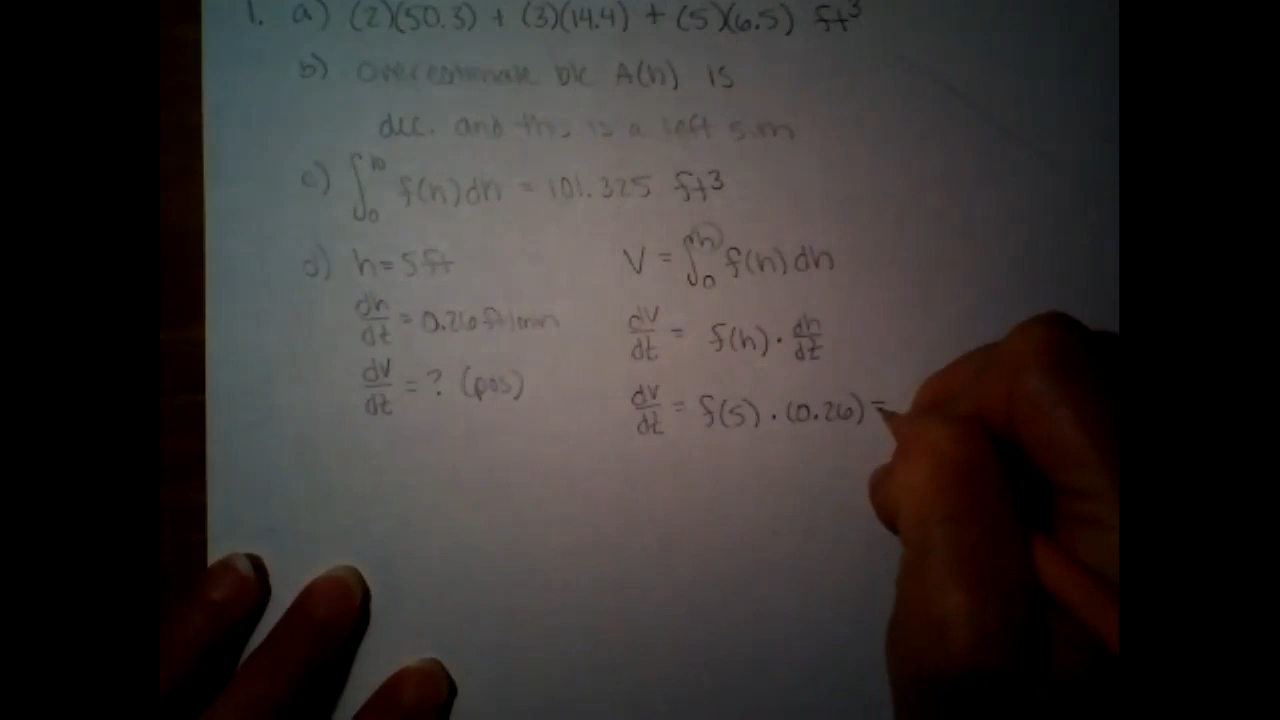 1. a) (2)(50.3) + (3)(14.4) + (5)(6.5) ft³
b) overestimate b/c A(h) is
dec. and this is a left sum
c) ∫₀¹⁰ f(h)dh = 101.325 ft³
d) h = 5ft
dh/dt = 0.26 ft/min
dV/dt = ? (pos)
V = ∫₀ʰ f(h) dh
dV/dt = f(h) · dh/dt
dV/dt = f(5) · (0.26) =